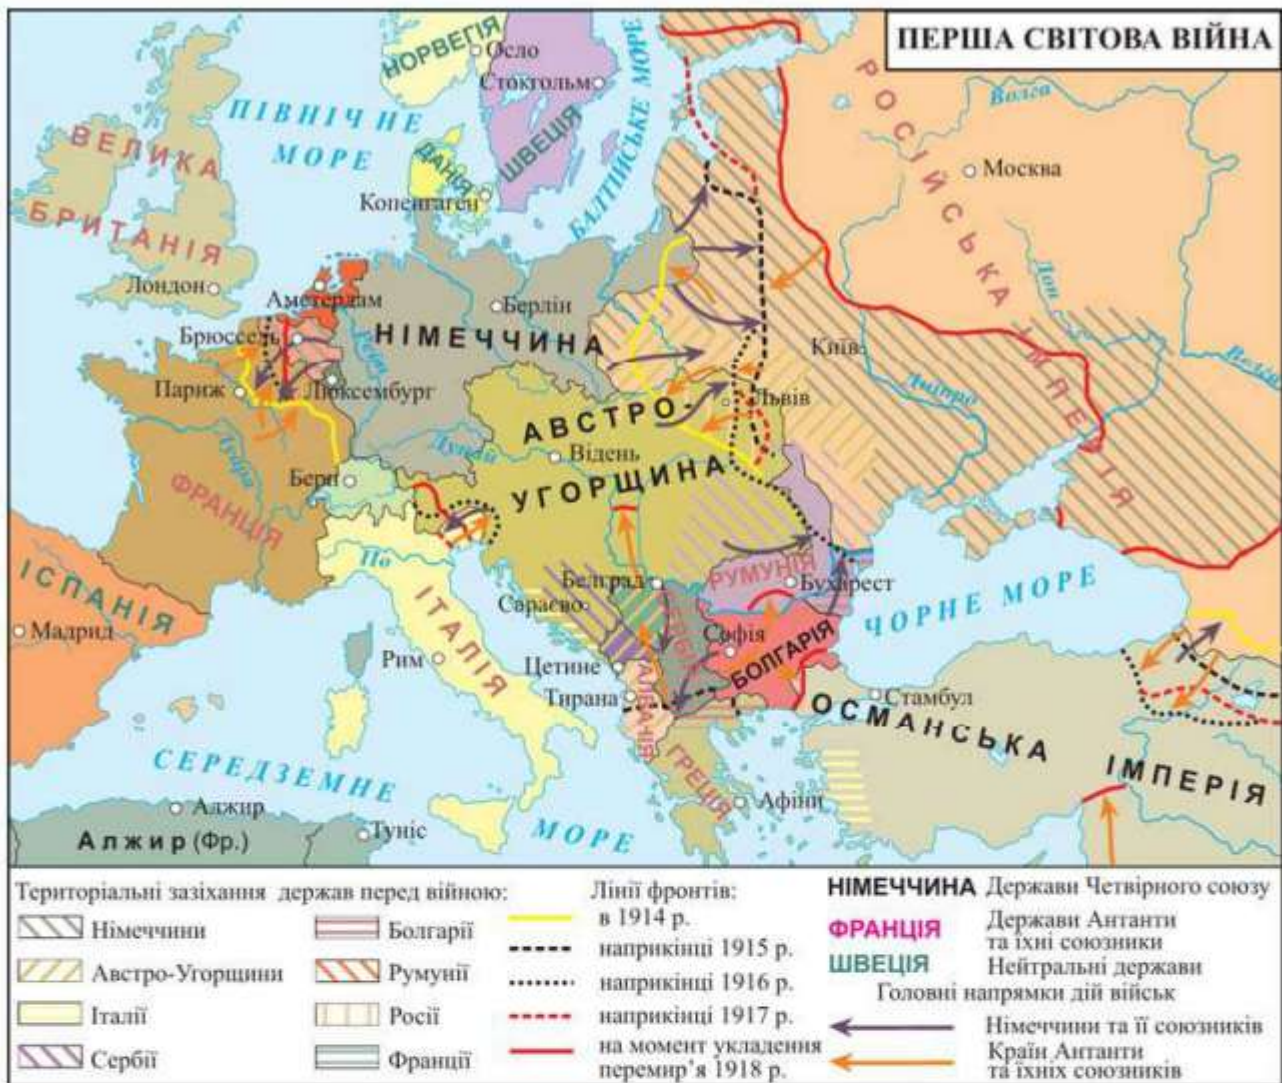 ПЕРША СВІТОВА ВІЙНА
НОРВЕГІЯ
Осло
Стокгольм
ШВЕЦІЯ
БАЛТІЙСЬКЕ МОРЕ
ПІВНІЧНЕ
МОРЕ
ДАНІЯ
Копенгаген
ВЕЛИКА
БРИТАНІЯ
Лондон
РОСІЙСЬКА ІМПЕРІЯ
Волга
Москва
Дон
Київ
Дніпро
Аметердам
Брюссель
Рейн
Берлін
НІМЕЧЧИНА
Париж
Люксембург
Львів
АВСТРО-
УГОРЩИНА
Дунай
Відень
Берн
ФРАНЦІЯ
По
ІСПАНІЯ
Мадрид
ІТАЛІЯ
Рим
Белград
Сараєво
РУМУНІЯ
Бухарест
ЧОРНЕ МОРЕ
Софія
БОЛГАРІЯ
Цетине
Тирана
АЛБАНІЯ
ГРЕЦІЯ
Афіни
Стамбул
ОСМАНСЬКА ІМПЕРІЯ
СЕРЕДЗЕМНЕ
МОРЕ
Алжир
Алжир (Фр.)
Туніс
Територіальні зазіхання держав перед війною:
Німеччини
Австро-Угорщини
Італії
Сербії
Болгарії
Румунії
Росії
Франції
Лінії фронтів:
в 1914 р.
наприкінці 1915 р.
наприкінці 1916 р.
наприкінці 1917 р.
на момент укладення
перемир’я 1918 р.
НІМЕЧЧИНА Держави Четвірного союзу
ФРАНЦІЯ Держави Антанти
та їхні союзники
ШВЕЦІЯ Нейтральні держави
Головні напрямки дій військ
Німеччини та її союзників
Країн Антанти
та їхніх союзників